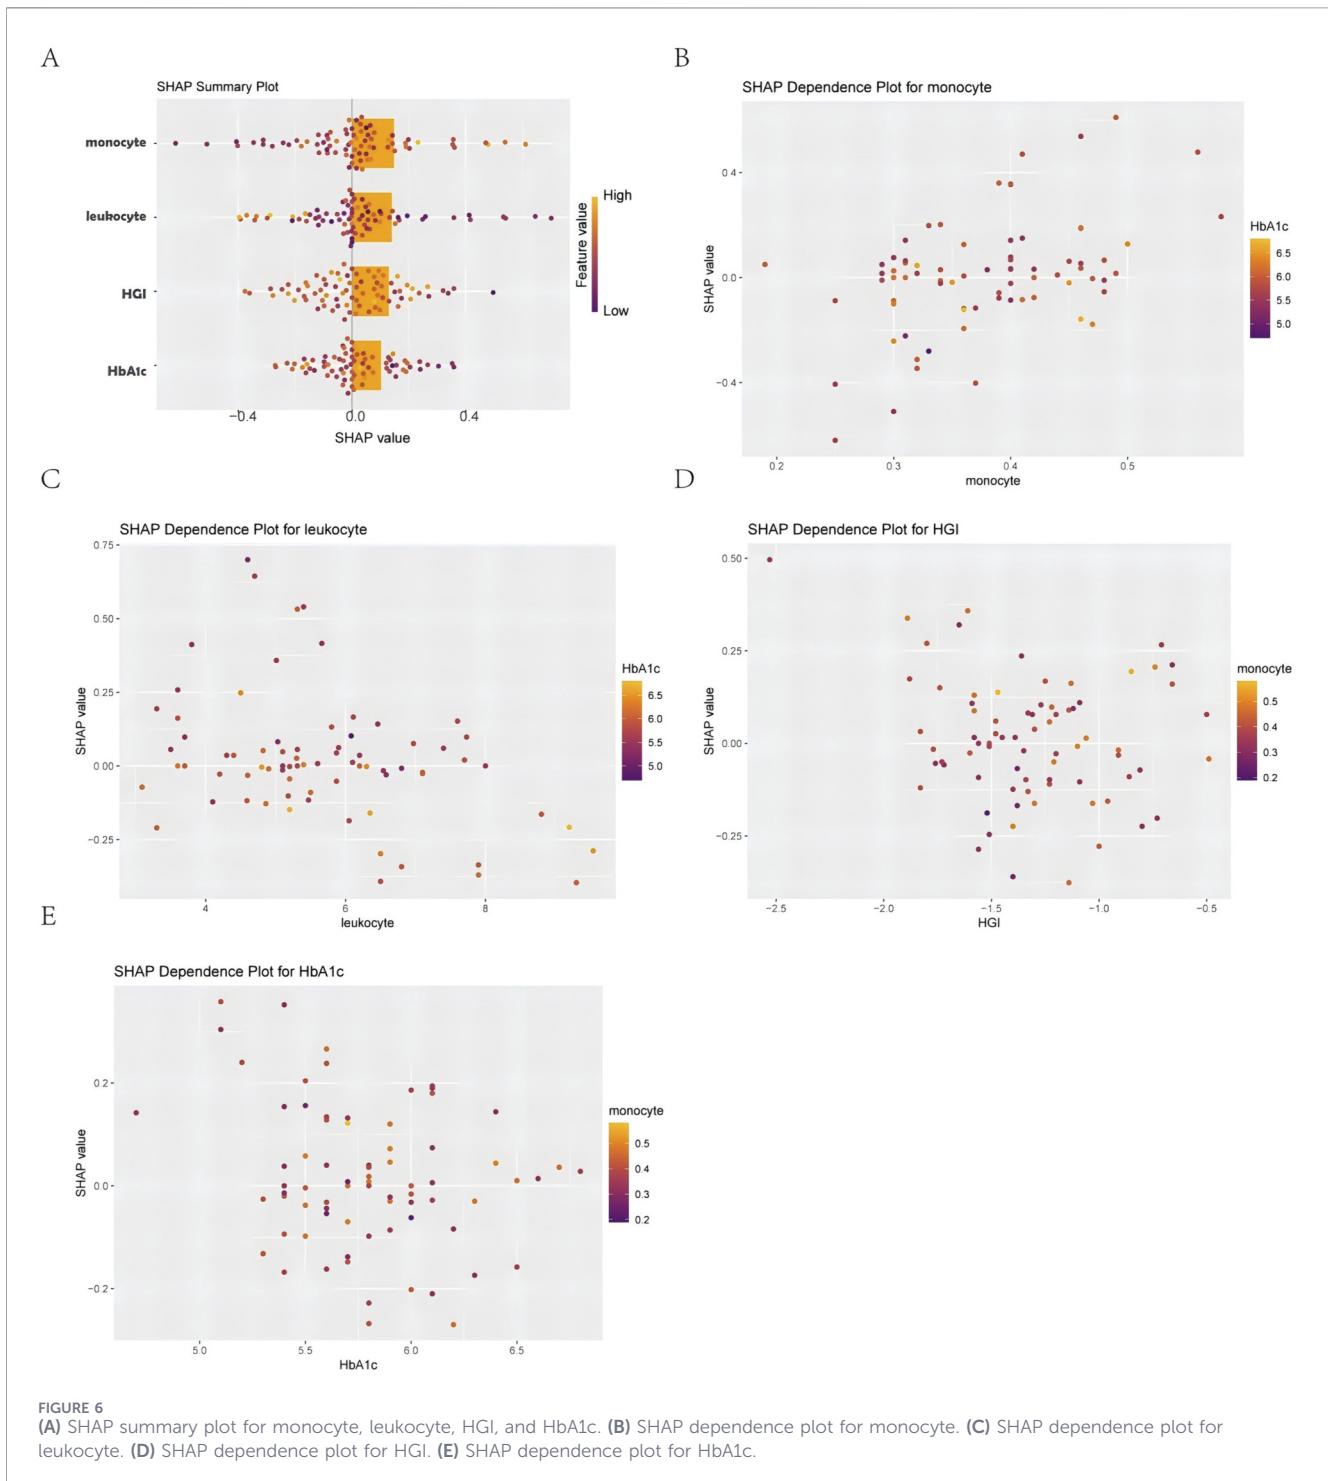 A
SHAP Summary Plot
monocyte
leukocyte
HGI
HbA1c
−0.4
0.0
0.4
SHAP value
Feature value
High
Low
B
SHAP Dependence Plot for monocyte
SHAP value
0.4
0.0
−0.4
0.2
0.3
0.4
0.5
monocyte
HbA1c
6.5
6.0
5.5
5.0
C
SHAP Dependence Plot for leukocyte
SHAP value
0.75
0.50
0.25
0.00
−0.25
4
6
8
leukocyte
HbA1c
6.5
6.0
5.5
5.0
D
SHAP Dependence Plot for HGI
SHAP value
0.50
0.25
0.00
−0.25
−2.5
−2.0
−1.5
−1.0
−0.5
HGI
monocyte
0.5
0.4
0.3
0.2
E
SHAP Dependence Plot for HbA1c
SHAP value
0.2
0.0
−0.2
5.0
5.5
6.0
6.5
HbA1c
monocyte
0.5
0.4
0.3
0.2
FIGURE 6
(A) SHAP summary plot for monocyte, leukocyte, HGI, and HbA1c. (B) SHAP dependence plot for monocyte. (C) SHAP dependence plot for
leukocyte. (D) SHAP dependence plot for HGI. (E) SHAP dependence plot for HbA1c.